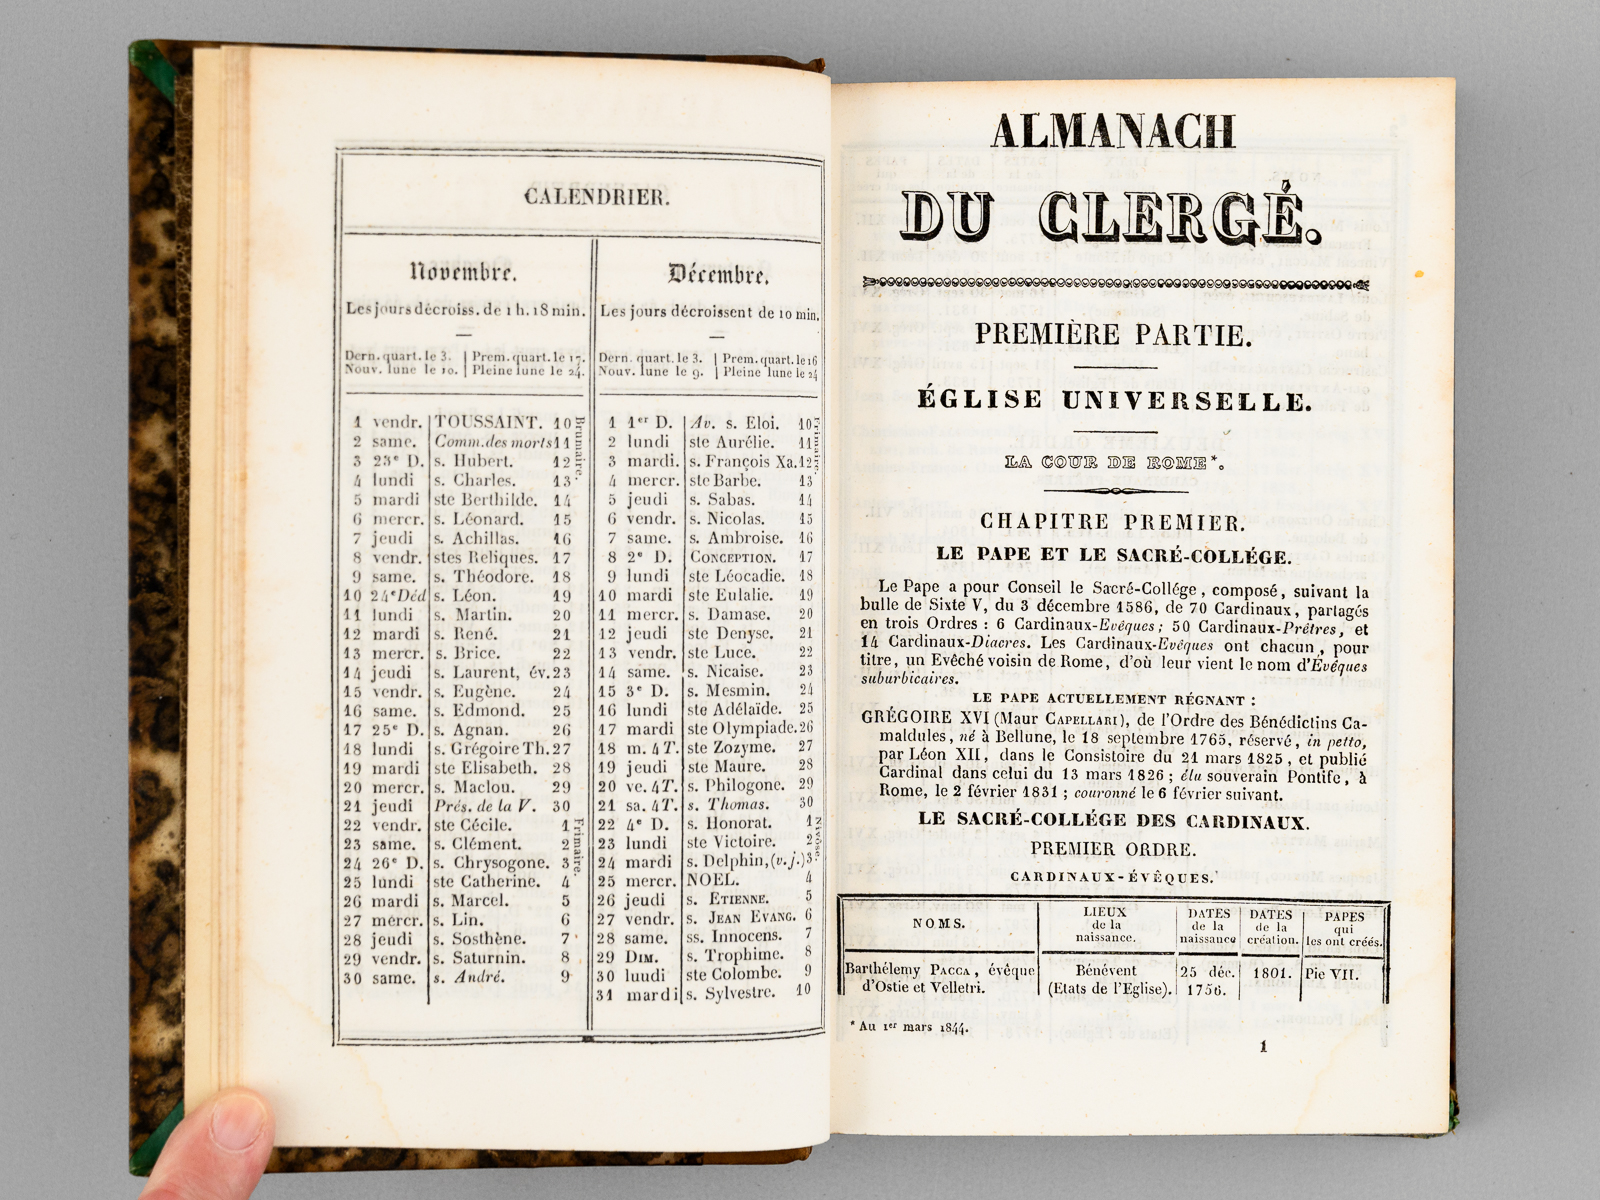 CALENDRIER.
Novembre.
Les jours décroiss. de 1 h. 18 min.
Dern. quart. le 3. | Prem. quart. le 17.
Nouv. lune le 10. | Pleine lune le 24.
1 vendr. TOUSSAINT. 10 Brumaire.
2 same. Comm. des morts 11
3 23e D. s. Hubert. 12
4 lundi s. Charles. 13
5 mardi ste Berthilde. 14
6 mercr. s. Léonard. 15
7 jeudi s. Achillas. 16
8 vendr. stes Reliques. 17
9 same. s. Théodore. 18
10 24e Déd s. Léon. 19
11 lundi s. Martin. 20
12 mardi s. René. 21
13 mercr. s. Brice. 22
14 jeudi s. Laurent, év. 23
15 vendr. s. Eugène. 24
16 same. s. Edmond. 25
17 25e D. s. Agnan. 26
18 lundi s. Grégoire Th. 27
19 mardi ste Elisabeth. 28
20 mercr. s. Maclou. 29
21 jeudi Prés. de la V. 30
22 vendr. ste Cécile. 1 Frimaire.
23 same. s. Clément. 2
24 26e D. s. Chrysogone. 3
25 lundi ste Catherine. 4
26 mardi s. Marcel. 5
27 mercr. s. Lin. 6
28 jeudi s. Sosthène. 7
29 vendr. s. Saturnin. 8
30 same. s. André. 9
Décembre.
Les jours décroissent de 10 min.
Dern. quart. le 3. | Prem. quart. le 16
Nouv. lune le 9. | Pleine lune le 24
1 1er D. Av. s. Eloi. 10 Frimaire.
2 lundi ste Aurélie. 11
3 mardi. s. François Xa. 12
4 mercr. ste Barbe. 13
5 jeudi s. Sabas. 14
6 vendr. s. Nicolas. 15
7 same. s. Ambroise. 16
8 2e D. CONCEPTION. 17
9 lundi ste Léocadie. 18
10 mardi ste Eulalie. 19
11 mercr. s. Damase. 20
12 jeudi ste Denyse. 21
13 vendr. ste Luce. 22
14 same. s. Nicaise. 23
15 3e D. s. Mesmin. 24
16 lundi ste Adélaïde. 25
17 mardi ste Olympiade. 26
18 m. 4 T. ste Zozyme. 27
19 jeudi ste Maure. 28
20 ve. 4 T. s. Philogone. 29
21 sa. 4 T. s. Thomas. 30
22 4e D. s. Honorat. 1 Nivôse.
23 lundi ste Victoire. 2
24 mardi s. Delphin, (v. j.) 3
25 mercr. NOEL. 4
26 jeudi s. ETIENNE. 5
27 vendr. s. JEAN EVANG. 6
28 same. ss. Innocens. 7
29 DIM. s. Trophime. 8
30 luudi ste Colombe. 9
31 mardi s. Sylvestre. 10
ALMANACH
DU CLERGÉ.
PREMIÈRE PARTIE.
ÉGLISE UNIVERSELLE.
LA COUR DE ROME*.
CHAPITRE PREMIER.
LE PAPE ET LE SACRÉ-COLLÉGE.
Le Pape a pour Conseil le Sacré-Collége, composé, suivant la
bulle de Sixte V, du 3 décembre 1586, de 70 Cardinaux, partagés
en trois Ordres : 6 Cardinaux-Evêques ; 50 Cardinaux-Prêtres, et
14 Cardinaux-Diacres. Les Cardinaux-Evêques ont chacun, pour
titre, un Evêché voisin de Rome, d'où leur vient le nom d'Évêques
suburbicaires.
LE PAPE ACTUELLEMENT RÉGNANT :
GRÉGOIRE XVI (Maur CAPELLARI), de l'Ordre des Bénédictins Ca-
maldules, né à Bellune, le 18 septembre 1765, réservé, in petto,
par Léon XII, dans le Consistoire du 21 mars 1825, et publié
Cardinal dans celui du 13 mars 1826 ; élu souverain Pontife, à
Rome, le 2 février 1831 ; couronné le 6 février suivant.
LE SACRÉ-COLLÉGE DES CARDINAUX.
PREMIER ORDRE.
CARDINAUX-ÉVÊQUES.
NOMS. LIEUX de la naissance. DATES de la naissance DATES de la création. PAPES qui les ont créés.
Barthélemy PACCA, évêque Bénévent 25 déc. 1801. Pie VII.
d'Ostie et Velletri. (Etats de l'Eglise). 1756.
* Au 1er mars 1844.
1